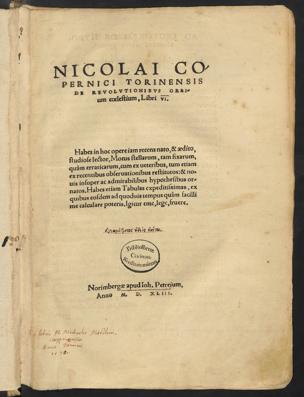 NICOLAI CO-
PERNICI TORINENSIS
DE REVOLVTIONIBVS ORBI-
um cœlestium, Libri VI.
Habes in hoc opere iam recens nato, & ædito,
studiose lector, Motus stellarum, tam fixarum,
quàm erraticarum, cum ex ueteribus, tum etiam
ex recentibus obseruationibus restitutos: & no-
uis insuper ac admirabilibus hypothesibus or-
natos. Habes etiam Tabulas expeditissimas, ex
quibus eosdem ad quoduis tempus quàm facilli
me calculare poteris. Igitur eme, lege, fruere.
Norimbergæ apud Ioh. Petreium,
Anno M. D. XLIII.